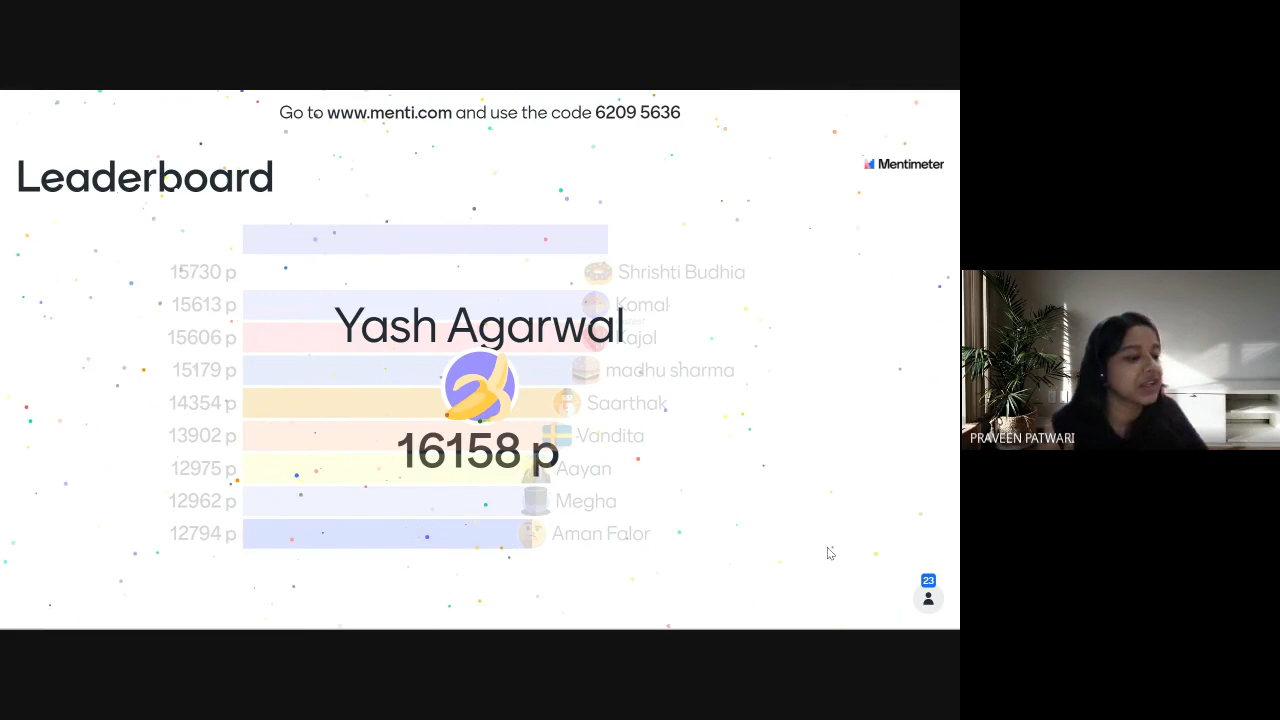 Go to www.menti.com and use the code 6209 5636
Leaderboard
Mentimeter
15730 p Shrishti Budhia
15613 p Komal
Yash Agarwal
15606 p Kajol
15179 p madhu sharma
14354 p Saarthak
13902 p Vandita
16158 p
12975 p Aayan
12962 p Megha
12794 p Aman Falor
23
PRAVEEN PATWARI